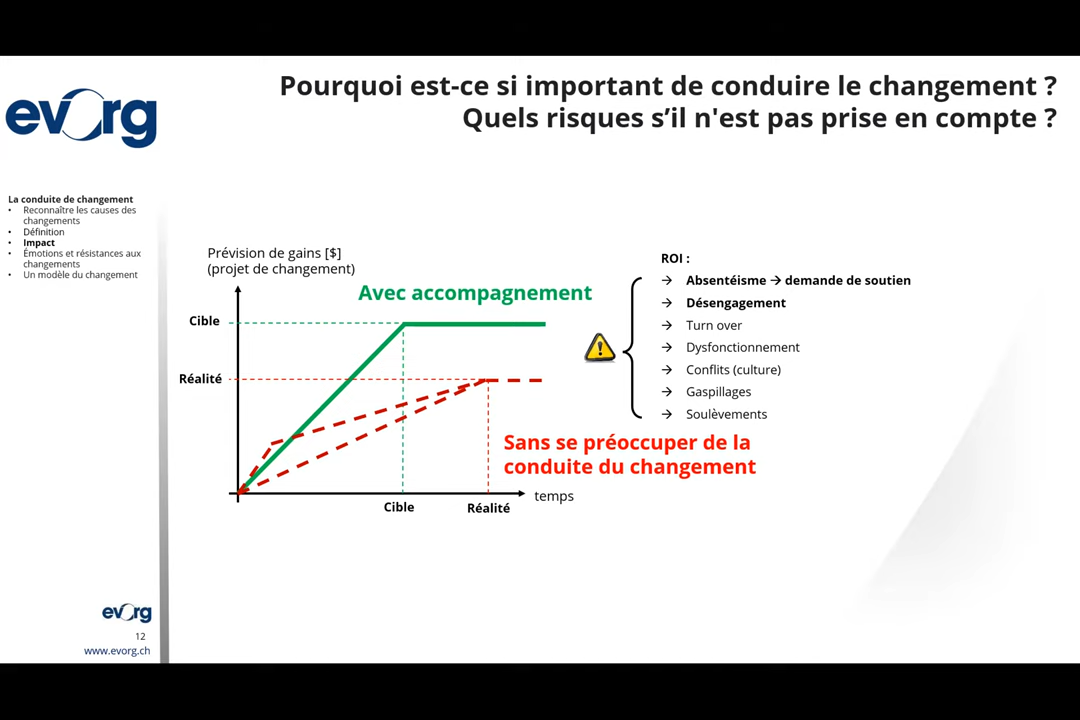 Pourquoi est-ce si important de conduire le changement ?
Quels risques s’il n'est pas prise en compte ?
evorg
La conduite de changement
• Reconnaître les causes des
changements
• Définition
• Impact
• Émotions et résistances aux
changements
• Un modèle du changement
Prévision de gains [$]
(projet de changement)
Avec accompagnement
Cible
Réalité
Sans se préoccuper de la
conduite du changement
temps
Cible
Réalité
ROI :
→ Absentéisme → demande de soutien
→ Désengagement
→ Turn over
→ Dysfonctionnement
→ Conflits (culture)
→ Gaspillages
→ Soulèvements
evorg
12
www.evorg.ch